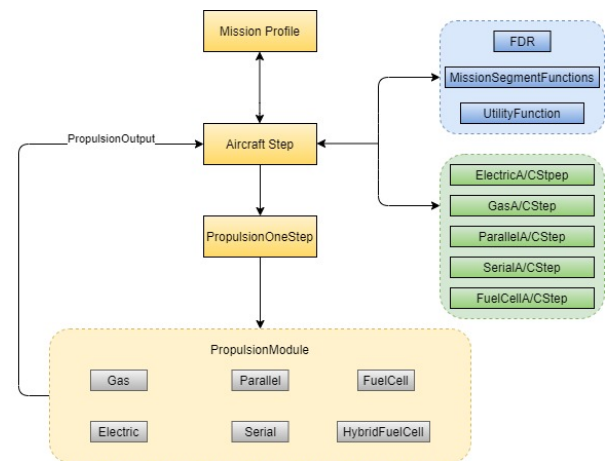 Mission Profile
FDR
MissionSegmentFunctions
UtilityFunction
PropulsionOutput
Aircraft Step
ElectricA/CStpep
GasA/CStep
ParallelA/CStep
SerialA/CStep
FuelCellA/CStep
PropulsionOneStep
PropulsionModule
Gas
Parallel
FuelCell
Electric
Serial
HybridFuelCell